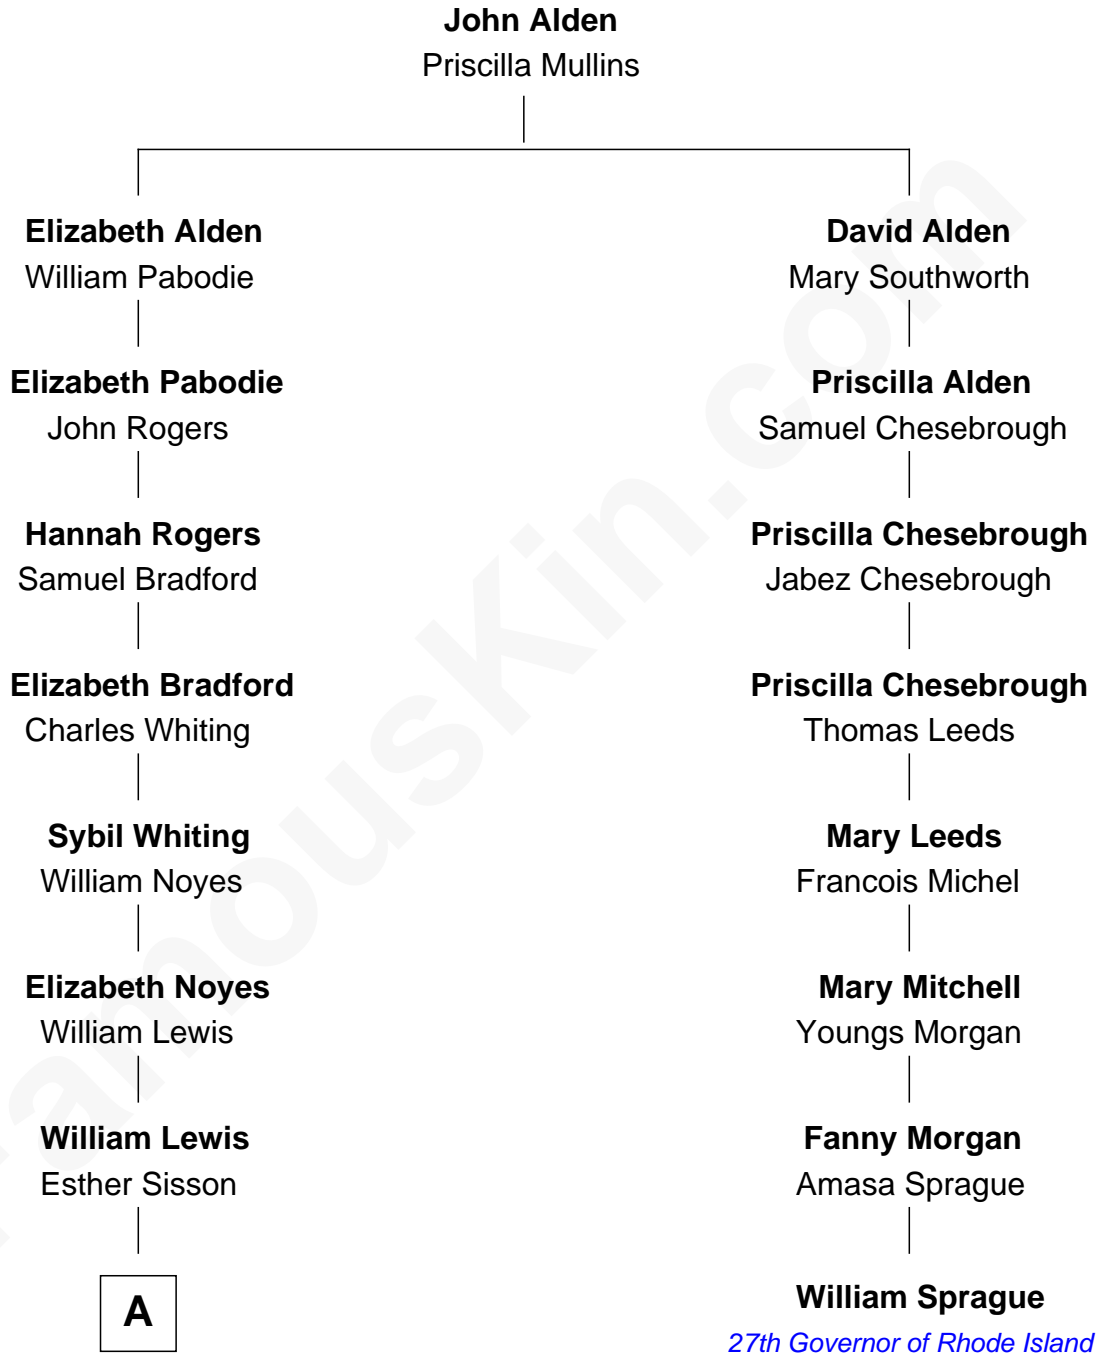 John Alden
Priscilla Mullins
Elizabeth Alden
William Pabodie
David Alden
Mary Southworth
Elizabeth Pabodie
John Rogers
Priscilla Alden
Samuel Chesebrough
Hannah Rogers
Samuel Bradford
Priscilla Chesebrough
Jabez Chesebrough
Elizabeth Bradford
Charles Whiting
Priscilla Chesebrough
Thomas Leeds
Sybil Whiting
William Noyes
Mary Leeds
Francois Michel
Elizabeth Noyes
William Lewis
Mary Mitchell
Youngs Morgan
William Lewis
Esther Sisson
Fanny Morgan
Amasa Sprague
A
William Sprague
27th Governor of Rhode Island
FamousKin.com